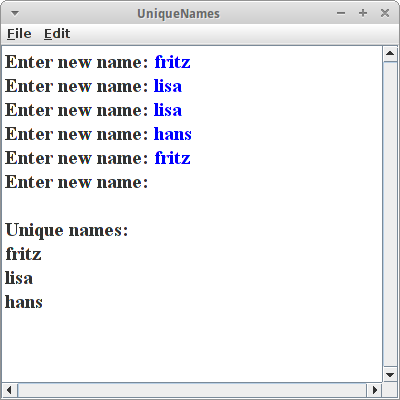 UniqueNames
File Edit
Enter new name: fritz
Enter new name: lisa
Enter new name: lisa
Enter new name: hans
Enter new name: fritz
Enter new name:
Unique names:
fritz
lisa
hans